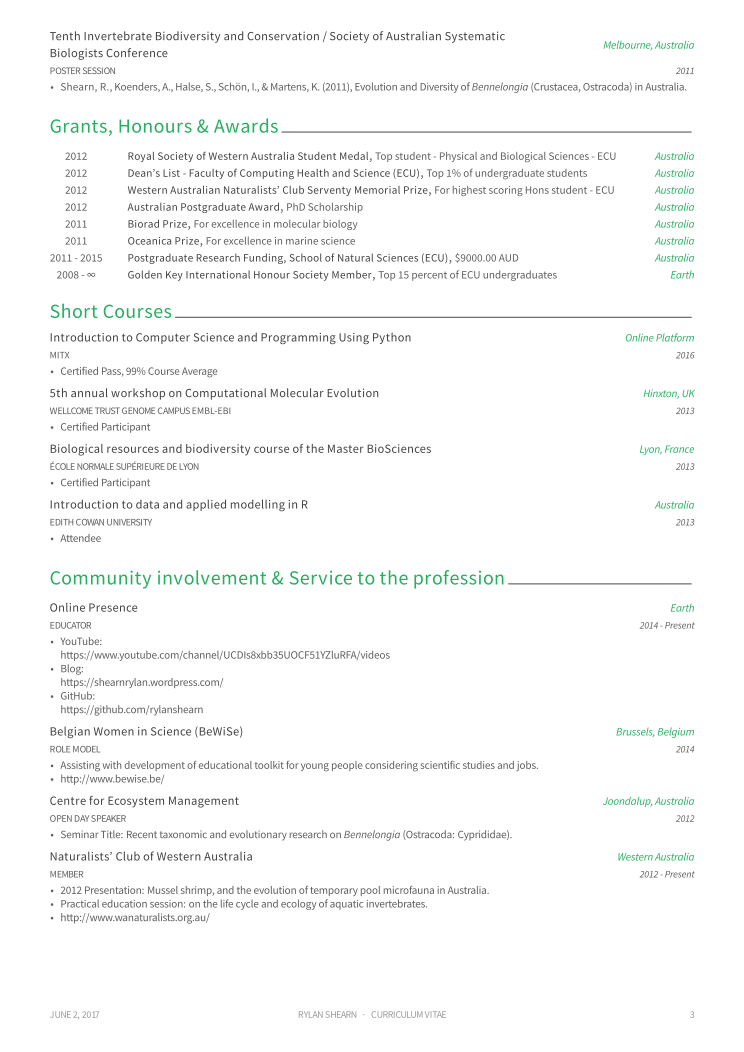 Tenth Invertebrate Biodiversity and Conservation / Society of Australian Systematic
Biologists Conference
Melbourne, Australia
POSTER SESSION 2011
• Shearn, R., Koenders, A., Halse, S., Schön, I., & Martens, K. (2011), Evolution and Diversity of Bennelongia (Crustacea, Ostracoda) in Australia.
Grants, Honours & Awards
2012 Royal Society of Western Australia Student Medal, Top student - Physical and Biological Sciences - ECU Australia
2012 Dean's List - Faculty of Computing Health and Science (ECU), Top 1% of undergraduate students Australia
2012 Western Australian Naturalists' Club Serventy Memorial Prize, For highest scoring Hons student - ECU Australia
2012 Australian Postgraduate Award, PhD Scholarship Australia
2011 Biorad Prize, For excellence in molecular biology Australia
2011 Oceanica Prize, For excellence in marine science Australia
2011 - 2015 Postgraduate Research Funding, School of Natural Sciences (ECU), $9000.00 AUD Australia
2008 - ∞ Golden Key International Honour Society Member, Top 15 percent of ECU undergraduates Earth
Short Courses
Introduction to Computer Science and Programming Using Python Online Platform
MITX 2016
• Certified Pass, 99% Course Average
5th annual workshop on Computational Molecular Evolution Hinxton, UK
WELLCOME TRUST GENOME CAMPUS EMBL-EBI 2013
• Certified Participant
Biological resources and biodiversity course of the Master BioSciences Lyon, France
ÉCOLE NORMALE SUPÉRIEURE DE LYON 2013
• Certified Participant
Introduction to data and applied modelling in R Australia
EDITH COWAN UNIVERSITY 2013
• Attendee
Community involvement & Service to the profession
Online Presence Earth
EDUCATOR 2014 - Present
• YouTube:
https://www.youtube.com/channel/UCDIs8xbb35UOCF51YZluRFA/videos
• Blog:
https://shearnrylan.wordpress.com/
• GitHub:
https://github.com/rylanshearn
Belgian Women in Science (BeWiSe) Brussels, Belgium
ROLE MODEL 2014
• Assisting with development of educational toolkit for young people considering scientific studies and jobs.
• http://www.bewise.be/
Centre for Ecosystem Management Joondalup, Australia
OPEN DAY SPEAKER 2012
• Seminar Title: Recent taxonomic and evolutionary research on Bennelongia (Ostracoda: Cyprididae).
Naturalists' Club of Western Australia Western Australia
MEMBER 2012 - Present
• 2012 Presentation: Mussel shrimp, and the evolution of temporary pool microfauna in Australia.
• Practical education session: on the life cycle and ecology of aquatic invertebrates.
• http://www.wanaturalists.org.au/
JUNE 2, 2017 RYLAN SHEARN · CURRICULUM VITAE 3